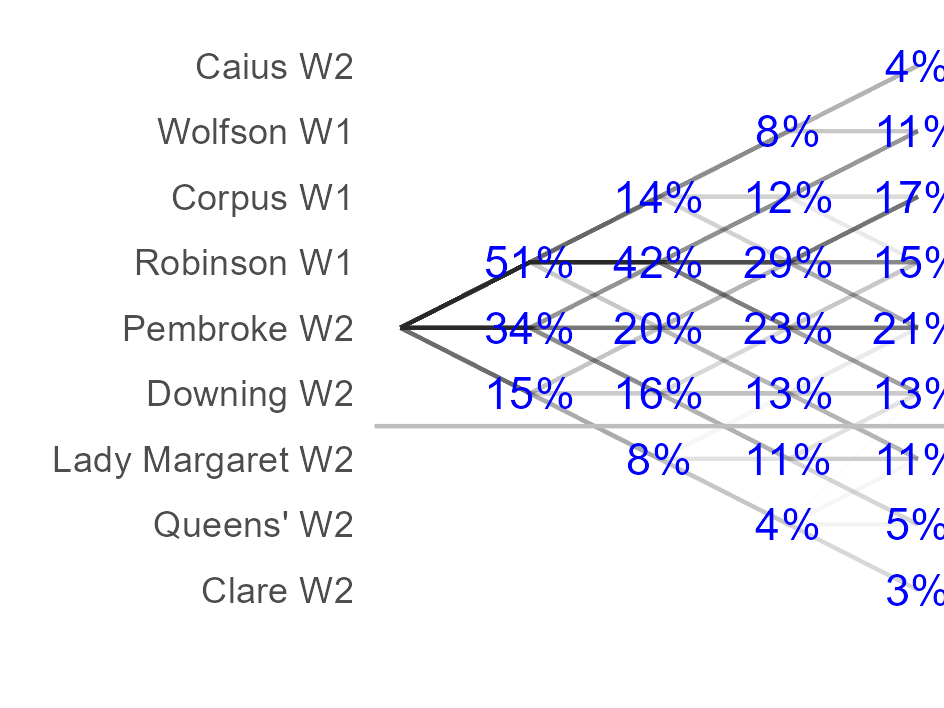 Caius W2 4%
Wolfson W1 8% 11%
Corpus W1 14% 12% 17%
Robinson W1 51% 42% 29% 15%
Pembroke W2 34% 20% 23% 21%
Downing W2 15% 16% 13% 13%
Lady Margaret W2 8% 11% 11%
Queens' W2 4% 5%
Clare W2 3%